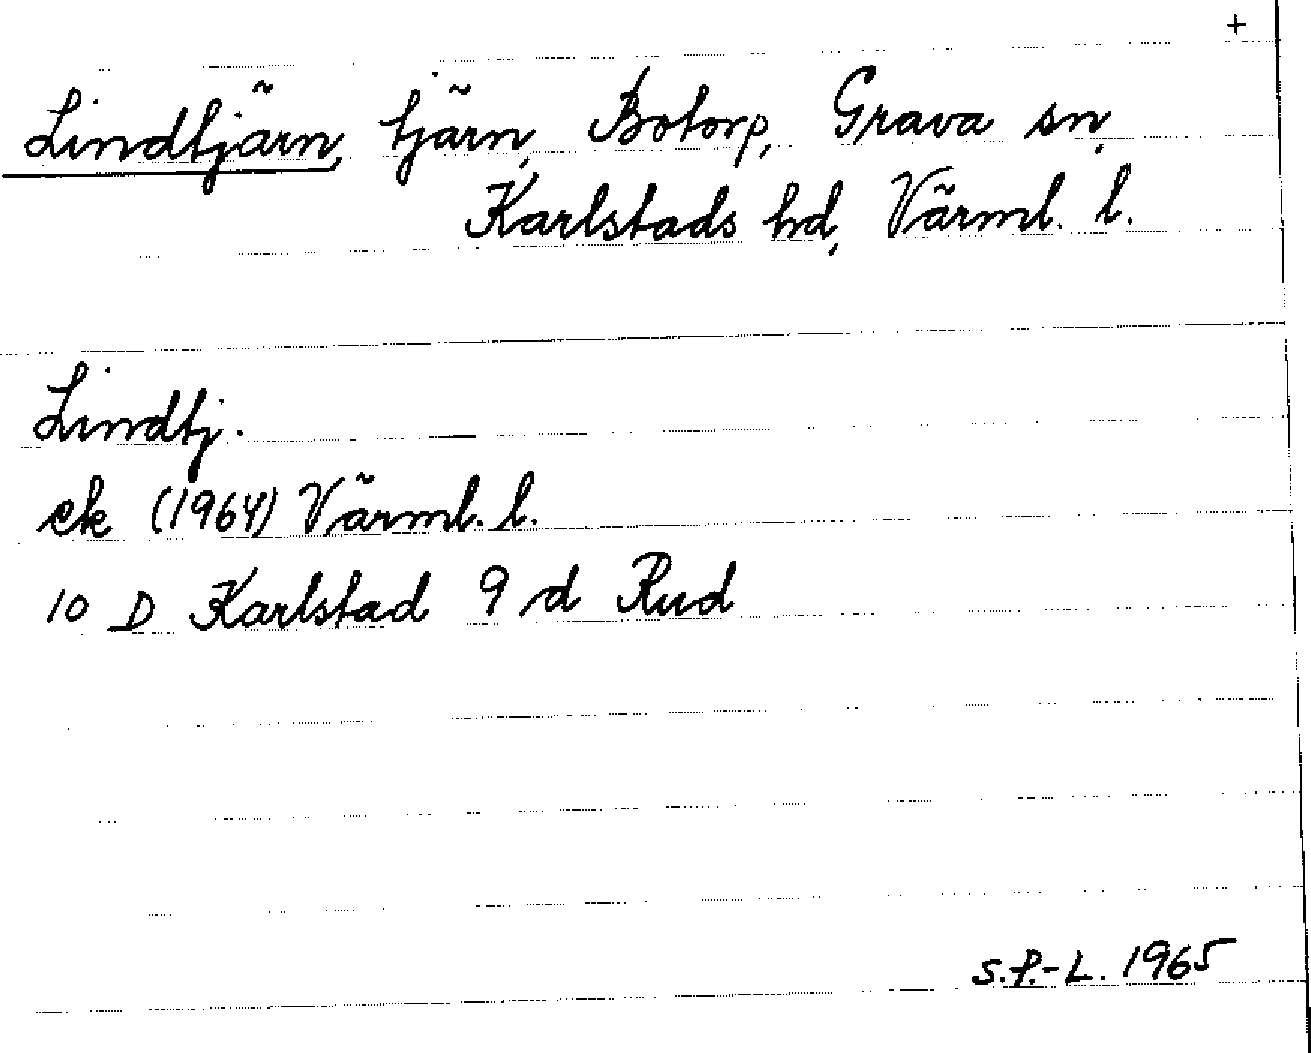 +
Lindtjärn, tjärn, Botorp, Grava sn,
Karlstads hd, Värml. l.
Lindtj.
ek (1964) Värml. l.
10 D Karlstad 9 d Rud
S.P.-L. 1965